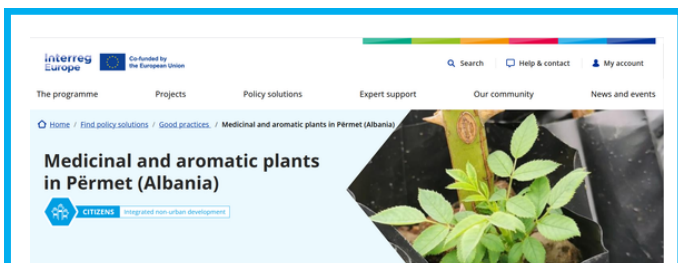 Interreg
Europe
Co-funded by
the European Union
Search
Help & contact
My account
The programme
Projects
Policy solutions
Expert support
Our community
News and events
Home / Find policy solutions / Good practices / Medicinal and aromatic plants in Përmet (Albania)
Medicinal and aromatic plants
in Përmet (Albania)
CITIZENS
Integrated non-urban development